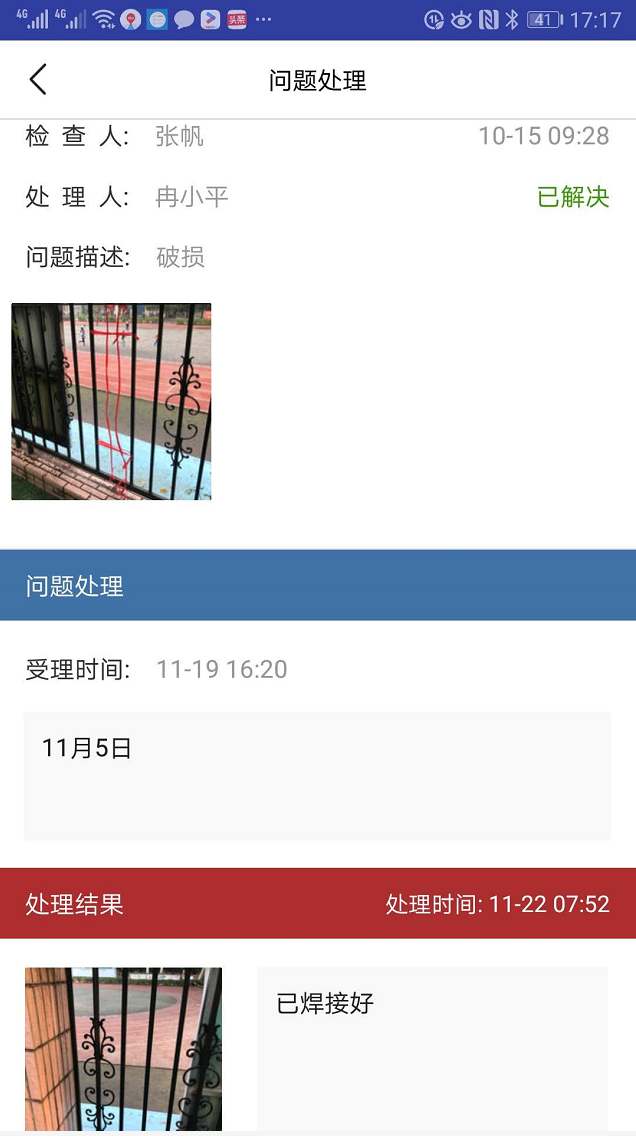 4G 4G 41 17:17
问题处理
检 查 人: 张帆 10-15 09:28
处 理 人: 冉小平 已解决
问题描述: 破损
问题处理
受理时间: 11-19 16:20
11月5日
处理结果 处理时间: 11-22 07:52
已焊接好